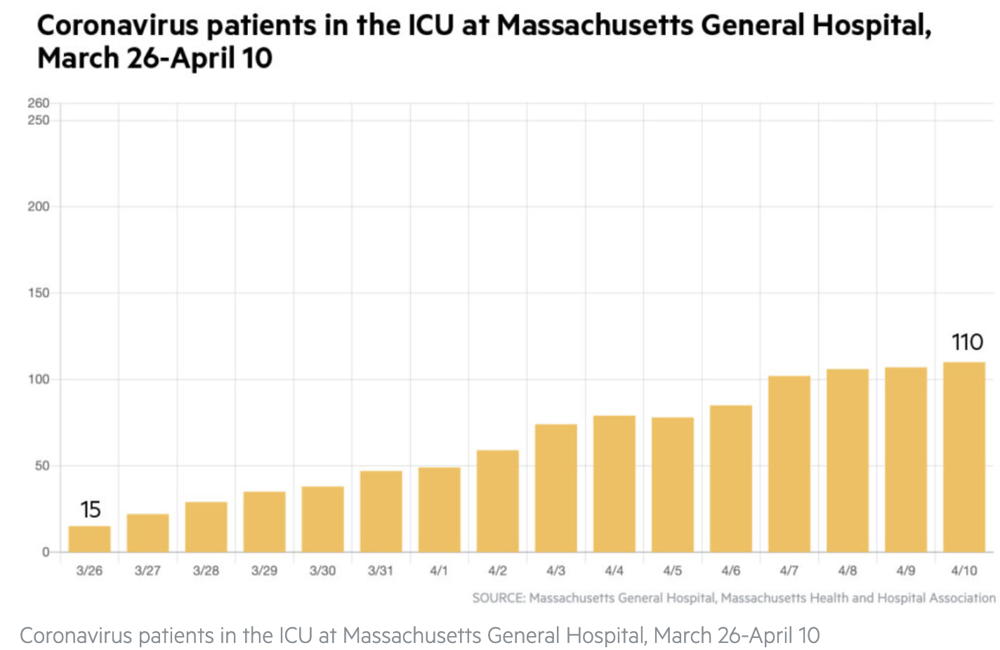 Coronavirus patients in the ICU at Massachusetts General Hospital,
March 26-April 10
260
250
200
150
110
100
50
15
0
3/26 3/27 3/28 3/29 3/30 3/31 4/1 4/2 4/3 4/4 4/5 4/6 4/7 4/8 4/9 4/10
SOURCE: Massachusetts General Hospital, Massachusetts Health and Hospital Association
Coronavirus patients in the ICU at Massachusetts General Hospital, March 26-April 10